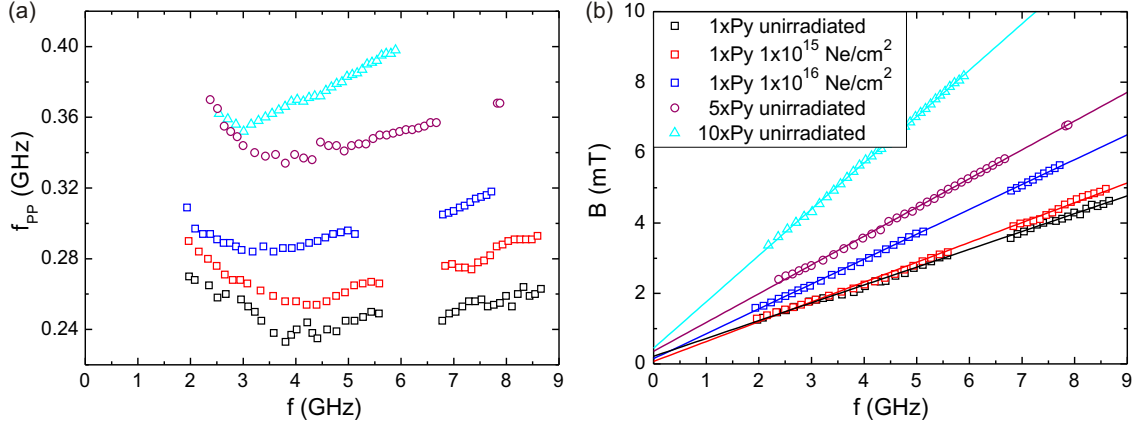 (a)
0.40
0.36
0.32
0.28
0.24
f_PP (GHz)
0 1 2 3 4 5 6 7 8 9
f (GHz)
(b)
10
8
6
4
2
0
B (mT)
1xPy unirradiated
1xPy 1x10^15 Ne/cm^2
1xPy 1x10^16 Ne/cm^2
5xPy unirradiated
10xPy unirradiated
0 1 2 3 4 5 6 7 8 9
f (GHz)